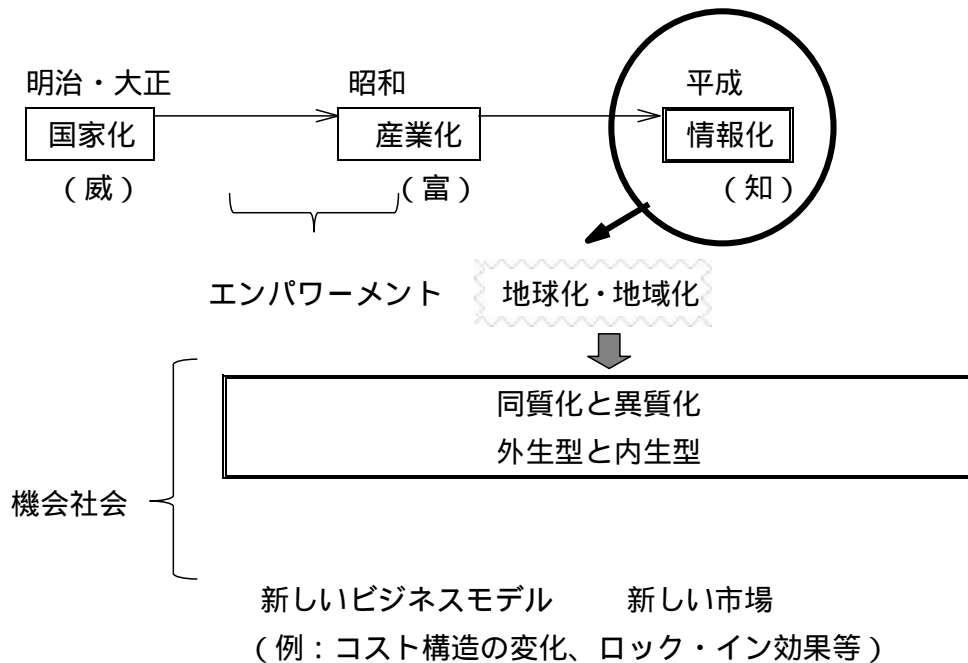 明治・大正 昭和 平成
国家化 産業化 情報化
(威) (富) (知)
エンパワーメント 地球化・地域化
同質化と異質化
外生型と内生型
機会社会
新しいビジネスモデル 新しい市場
(例:コスト構造の変化、ロック・イン効果等)